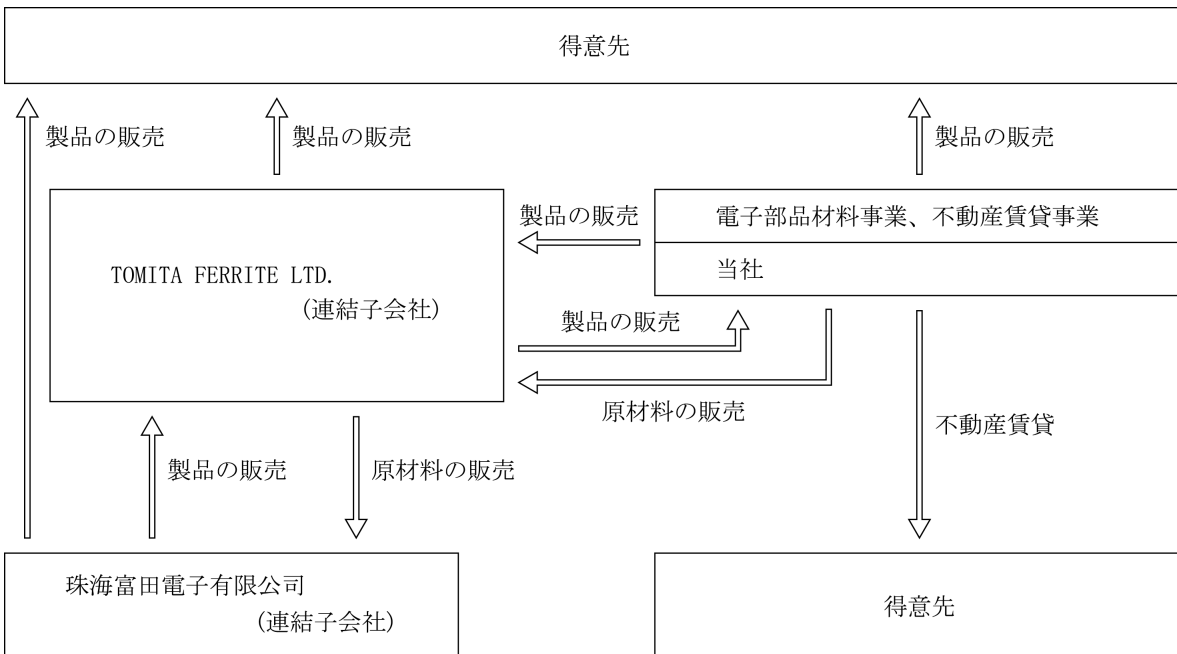 得意先
製品の販売
製品の販売
製品の販売
製品の販売
電子部品材料事業、不動産賃貸事業
当社
TOMITA FERRITE LTD.
(連結子会社)
製品の販売
原材料の販売
不動産賃貸
製品の販売
原材料の販売
珠海富田電子有限公司
(連結子会社)
得意先